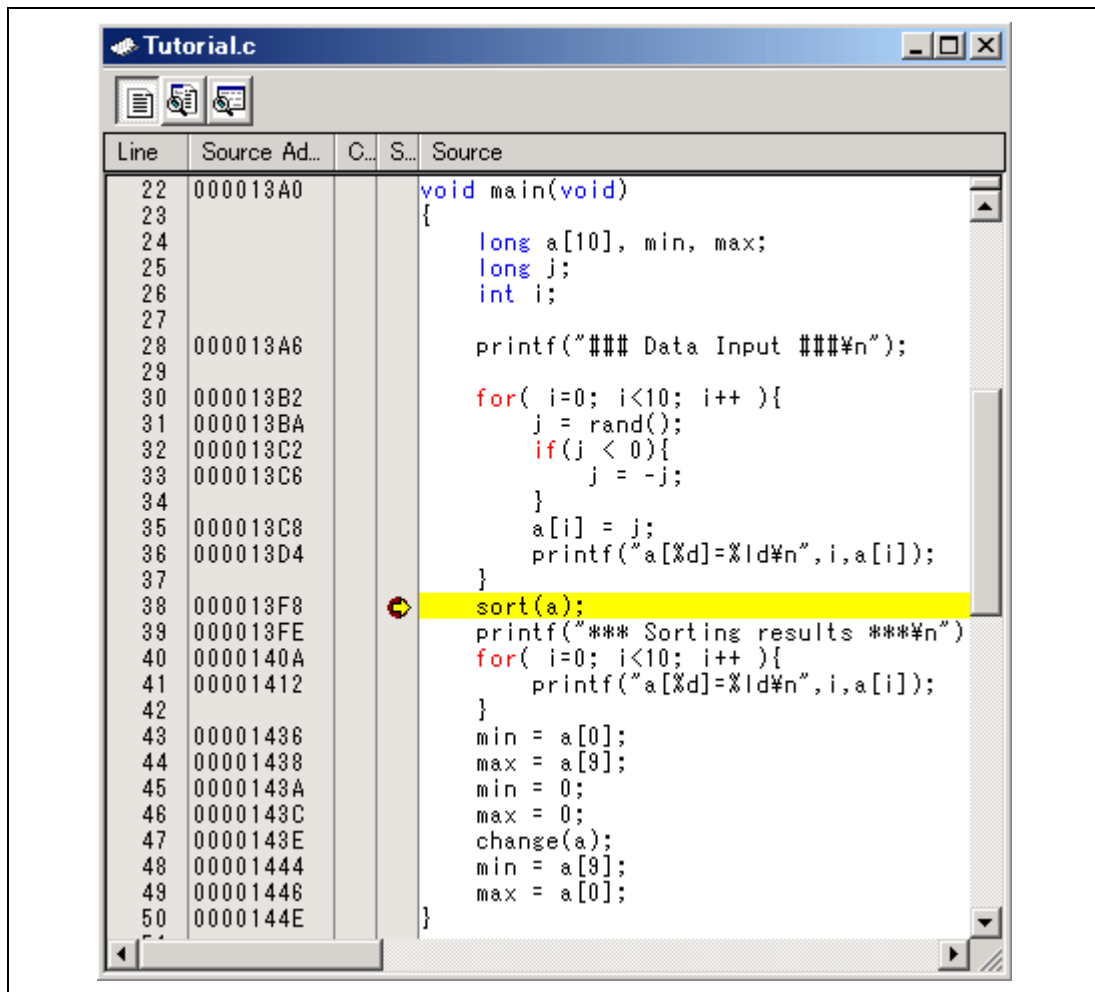 Tutorial.c
Line Source Ad... C... S... Source
22 000013A0 void main(void)
23 {
24 long a[10], min, max;
25 long j;
26 int i;
27
28 000013A6 printf("### Data Input ###¥n");
29
30 000013B2 for( i=0; i<10; i++ ){
31 000013BA j = rand();
32 000013C2 if(j < 0){
33 000013C6 j = -j;
34 }
35 000013C8 a[i] = j;
36 000013D4 printf("a[%d]=%ld¥n",i,a[i]);
37 }
38 000013F8 sort(a);
39 000013FE printf("*** Sorting results ***¥n")
40 0000140A for( i=0; i<10; i++ ){
41 00001412 printf("a[%d]=%ld¥n",i,a[i]);
42 }
43 00001436 min = a[0];
44 00001438 max = a[9];
45 0000143A min = 0;
46 0000143C max = 0;
47 0000143E change(a);
48 00001444 min = a[9];
49 00001446 max = a[0];
50 0000144E }